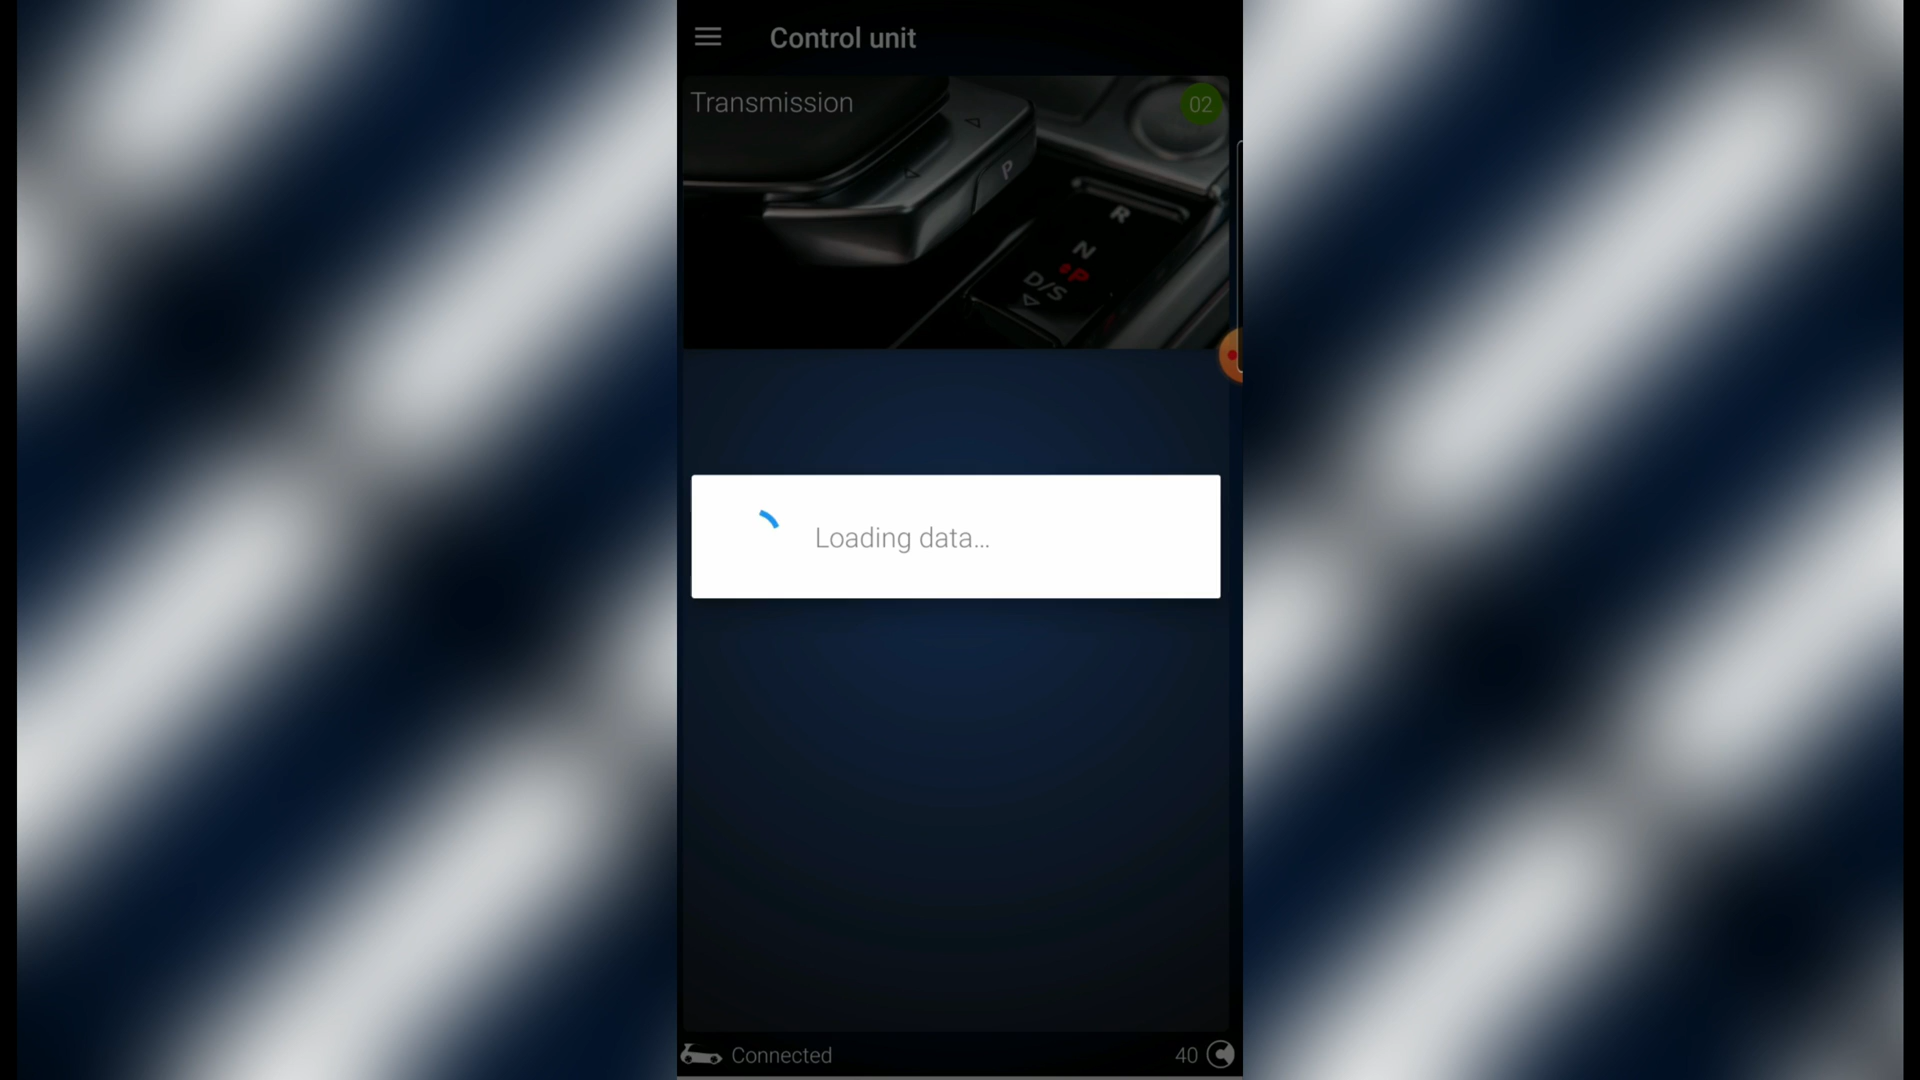 Control unit
Transmission
02
P
R
N
P
D/S
Loading data...
Connected
40